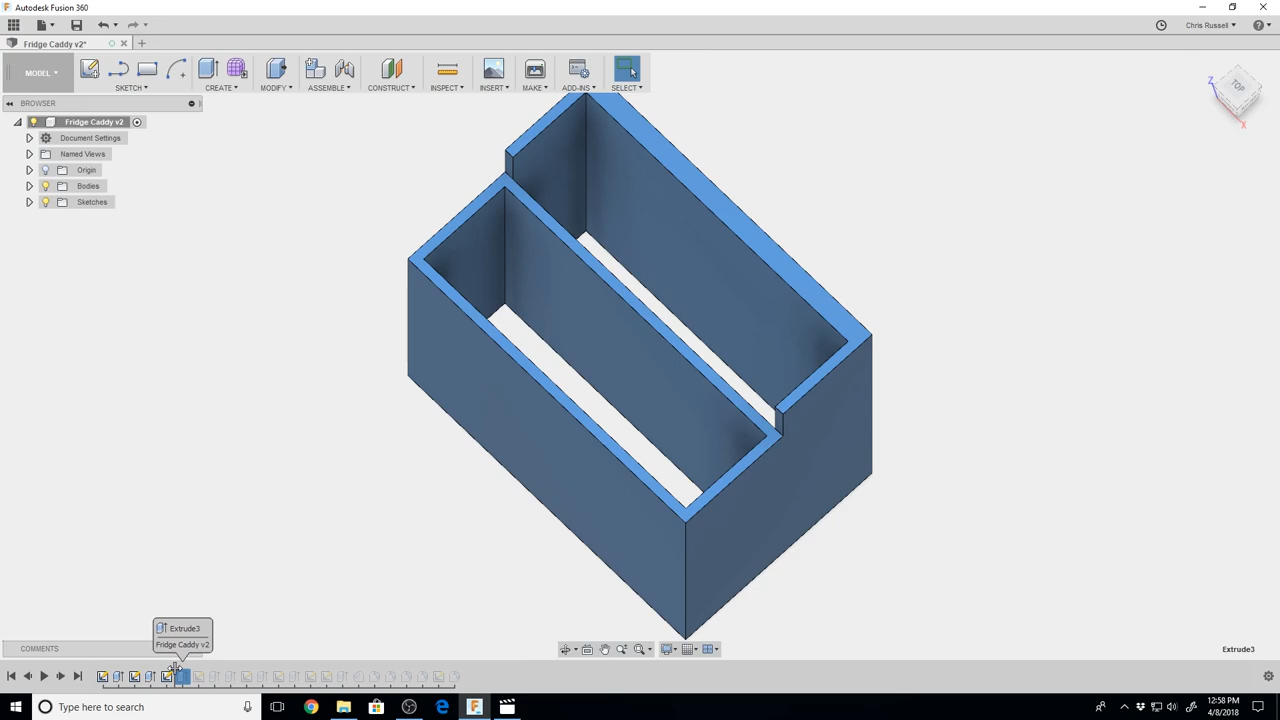 Autodesk Fusion 360
Chris Russell
Fridge Caddy v2*
MODEL
SKETCH
CREATE
MODIFY
ASSEMBLE
CONSTRUCT
INSPECT
INSERT
MAKE
ADD-INS
SELECT
BROWSER
Fridge Caddy v2
Document Settings
Named Views
Origin
Bodies
Sketches
TOP
Z
X
Extrude3
Fridge Caddy v2
COMMENTS
Extrude3
Type here to search
12:58 PM
4/8/2018